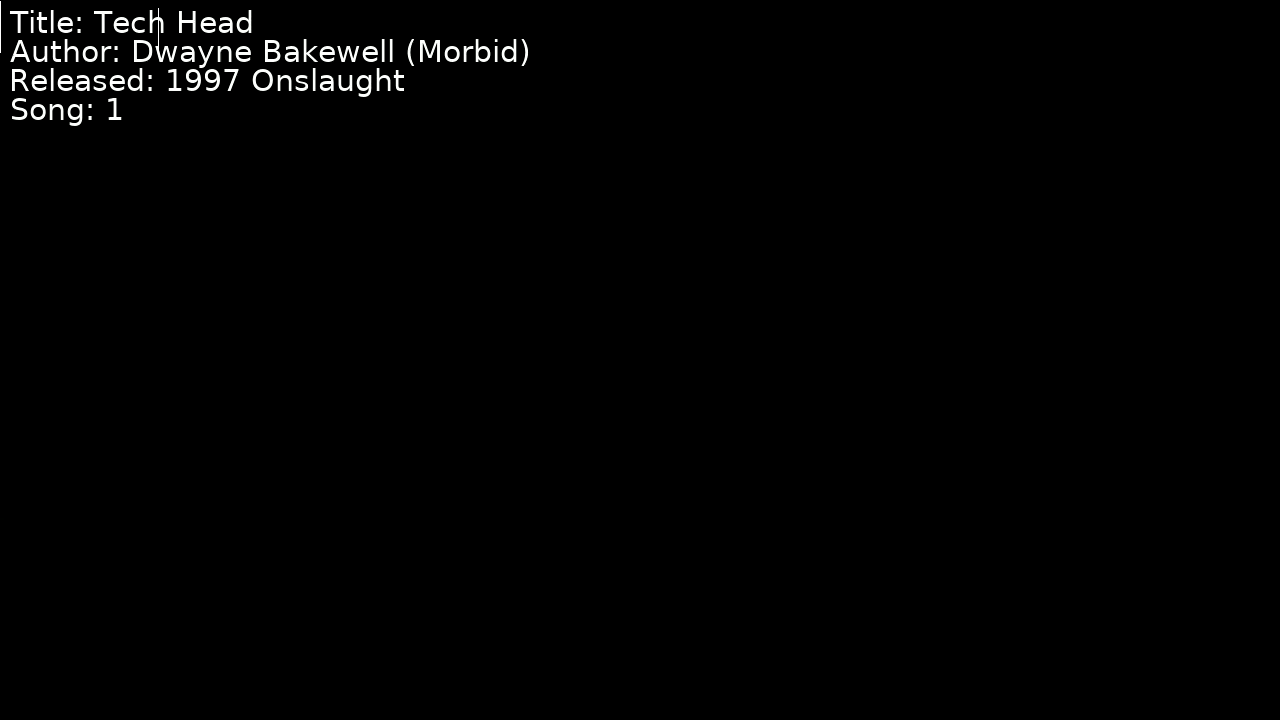 Title: Tech Head
Author: Dwayne Bakewell (Morbid)
Released: 1997 Onslaught
Song: 1